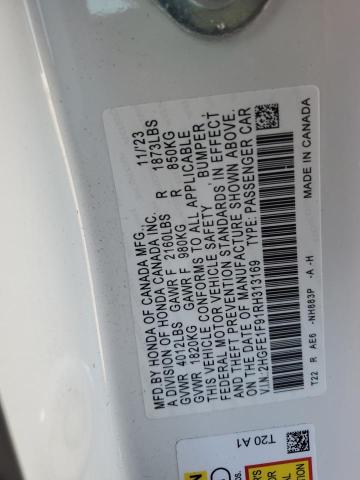 MFD.BY HONDA OF CANADA MFG., 11/23
A DIVISION OF HONDA CANADA INC.
GVWR 4012LBS GAWR F 2160LBS R 1873LBS
GVWR 1820KG GAWR F 980KG R 850KG
THIS VEHICLE CONFORMS TO ALL APPLICABLE
FEDERAL MOTOR VEHICLE SAFETY, BUMPER,
AND THEFT PREVENTION STANDARDS IN EFFECT
ON THE DATE OF MANUFACTURE SHOWN ABOVE.
V.I.N.:2HGFE1F91RH313169 TYPE: PASSENGER CAR
T22 R AE6 -NH883P -A -H MADE IN CANADA
T20 A1